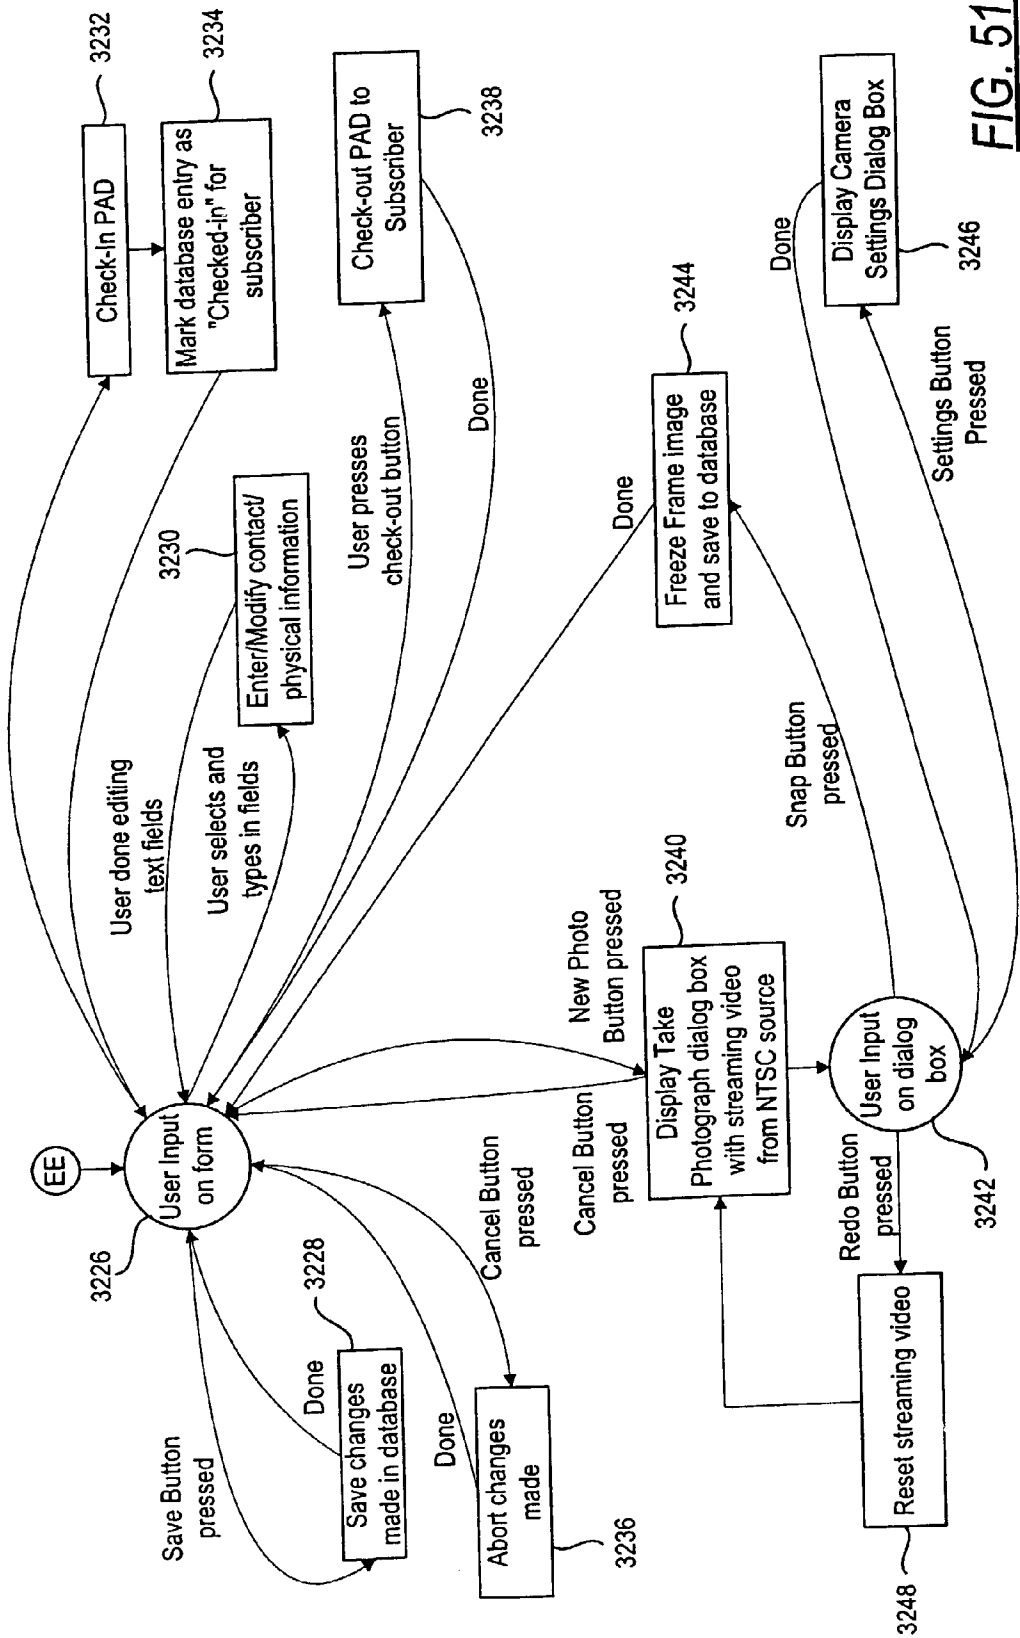 EE
User Input
on form
3226
Save Button
pressed
Done
3228
Save changes
made in database
Cancel Button
pressed
Done
Abort changes
made
3236
Check-In PAD
3232
Mark database entry as
"Checked-in" for
subscriber
3234
User done editing
text fields
User selects and
types in fields
3230
Enter/Modify contact/
physical information
User presses
check-out button
Done
Check-out PAD to
Subscriber
3238
New Photo
Button pressed
Cancel Button
pressed
3240
Display Take
Photograph dialog box
with streaming video
from NTSC source
User Input
on dialog
box
3242
Redo Button
pressed
Reset streaming video
3248
Snap Button
pressed
Done
Freeze Frame image
and save to database
3244
Settings Button
Pressed
Done
Display Camera
Settings Dialog Box
3246
FIG. 51